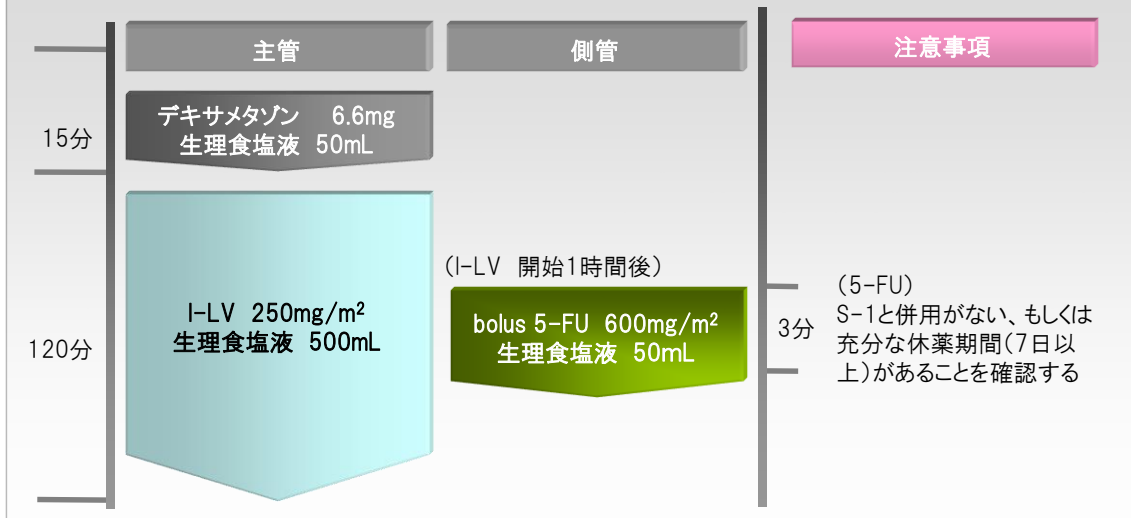 主管
側管
注意事項
15分
デキサメタゾン　6.6mg
生理食塩液　50mL
120分
l-LV　250mg/m²
生理食塩液　500mL
（l-LV　開始1時間後）
bolus 5-FU　600mg/m²
生理食塩液　50mL
3分
（5-FU）
S-1と併用がない、もしくは
充分な休薬期間（7日以
上）があることを確認する